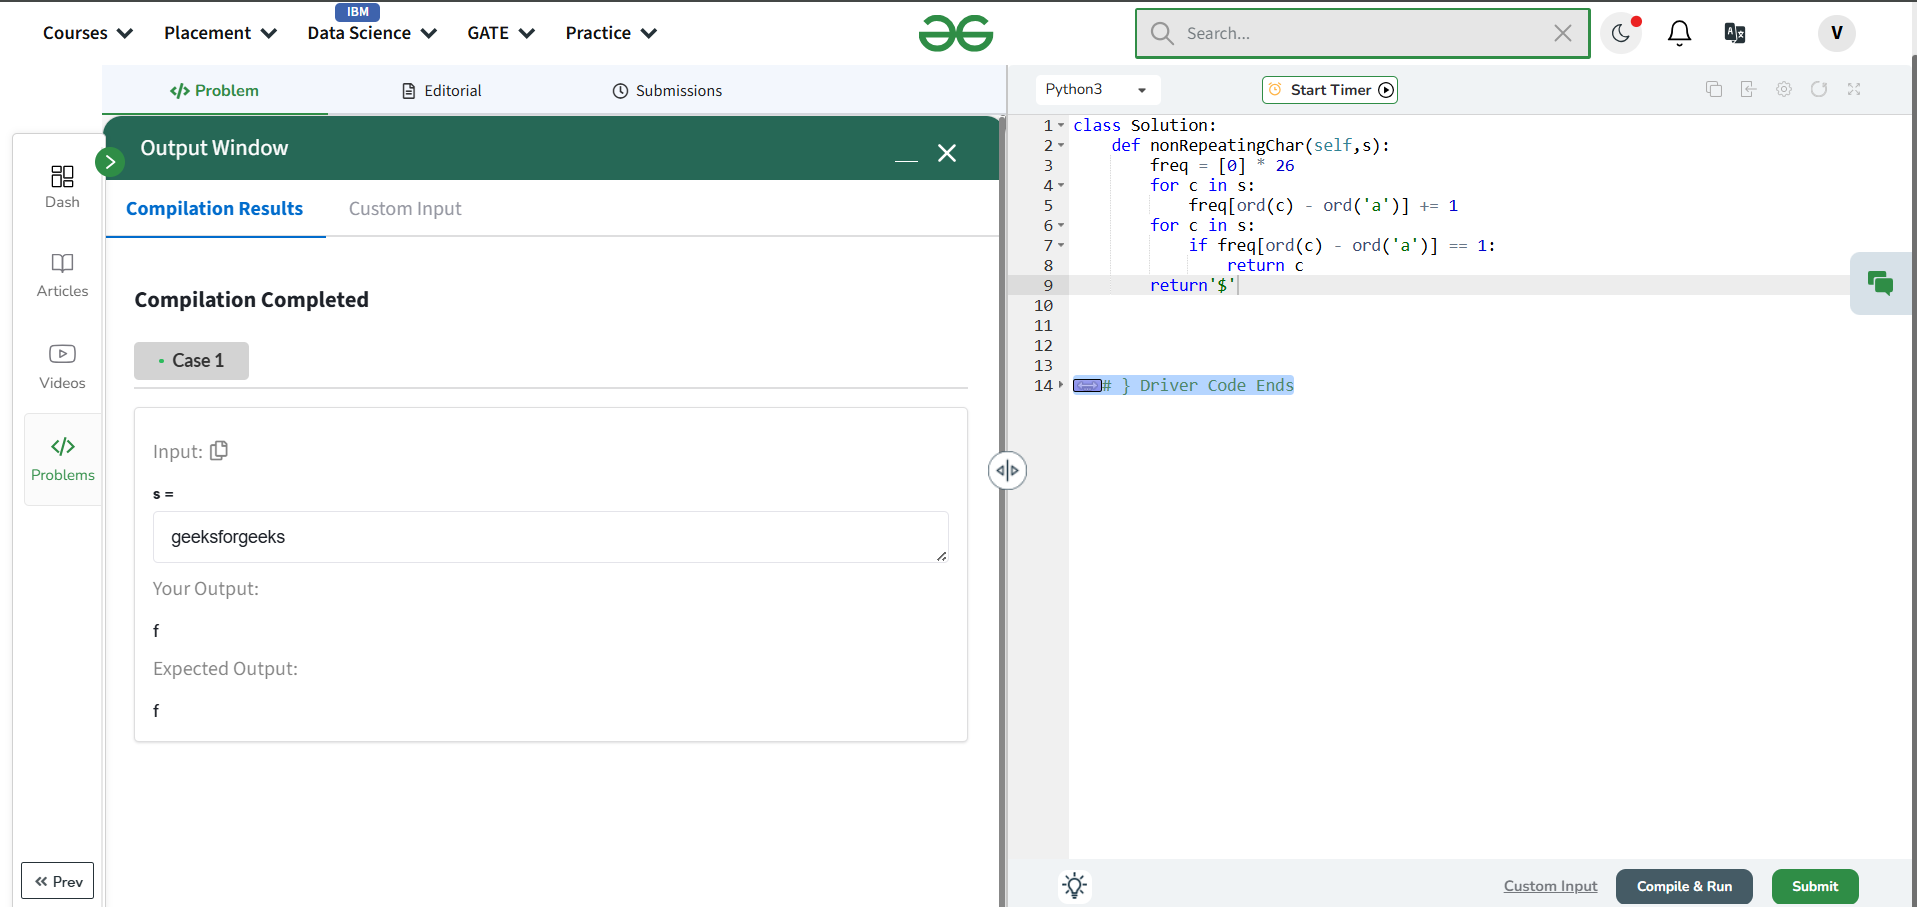 IBM
Courses Placement Data Science GATE Practice
Search...
V
Problem Editorial Submissions
Python3 Start Timer
Output Window
Compilation Results Custom Input
Compilation Completed
Case 1
Input:
s =
geeksforgeeks
Your Output:
f
Expected Output:
f
Dash
Articles
Videos
Problems
Prev
1 class Solution:
2 def nonRepeatingChar(self,s):
3 freq = [0] * 26
4 for c in s:
5 freq[ord(c) - ord('a')] += 1
6 for c in s:
7 if freq[ord(c) - ord('a')] == 1:
8 return c
9 return'$'
10
11
12
13
14 # } Driver Code Ends
Custom Input Compile & Run Submit